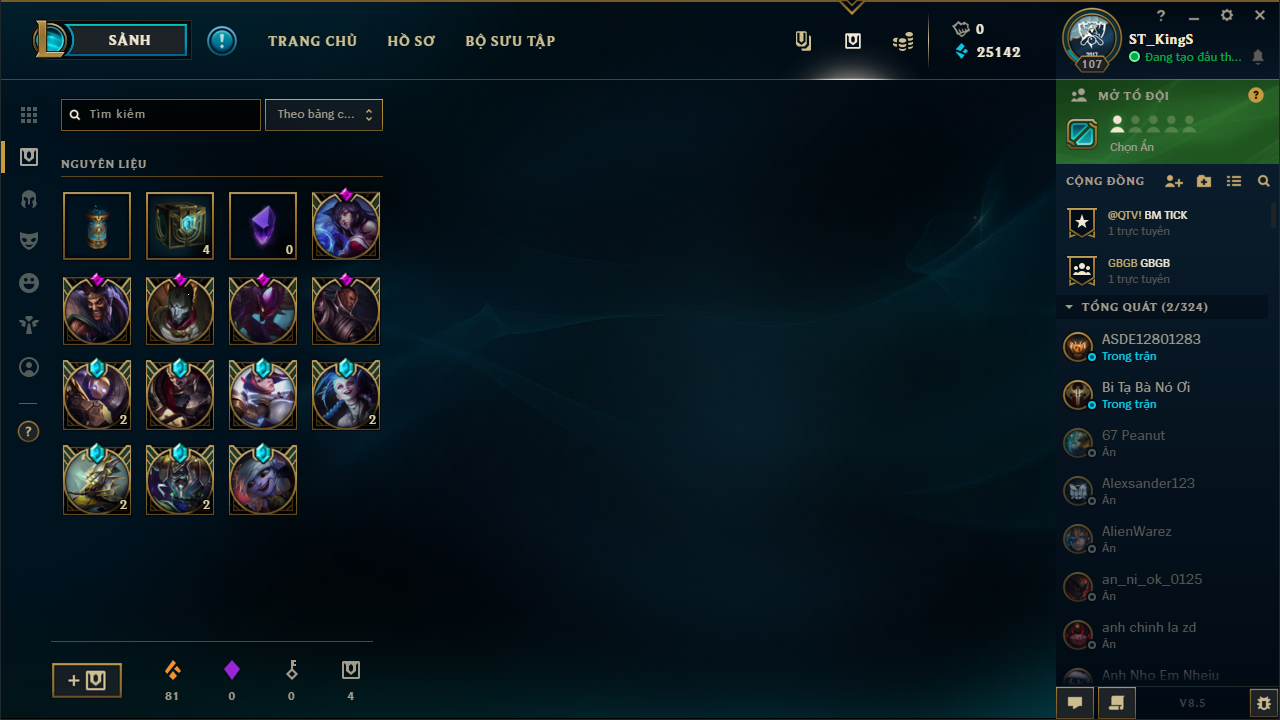 SẢNH
TRANG CHỦ
HỒ SƠ
BỘ SƯU TẬP
0
25142
?
107
ST_KingS
Đang tạo đấu th...
Tìm kiếm
Theo bảng c...
NGUYÊN LIỆU
4
0
2
2
2
2
?
81
0
0
4
MỞ TỔ ĐỘI
?
Chọn Ẩn
CỘNG ĐỒNG
@QTV! BM TICK
1 trực tuyến
GBGB GBGB
1 trực tuyến
TỔNG QUÁT (2/324)
ASDE12801283
Trong trận
Bi Tạ Bà Nó Ơi
Trong trận
67 Peanut
Ẩn
Alexsander123
Ẩn
AlienWarez
Ẩn
an_ni_ok_0125
Ẩn
anh chinh la zd
Ẩn
Anh Nho Em Nheiu
V8.5